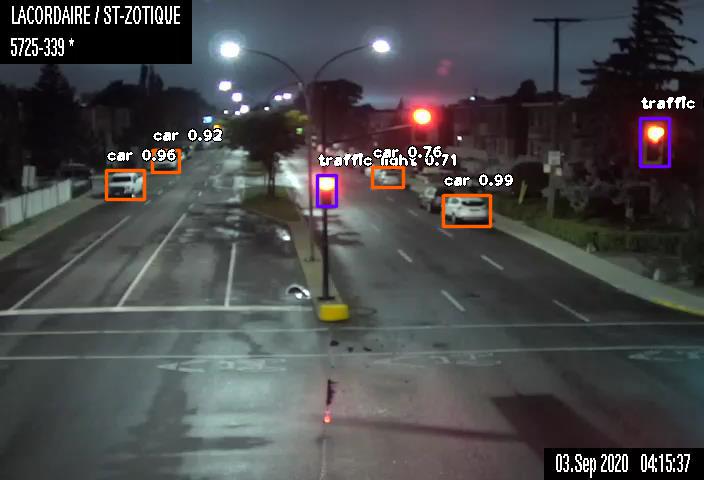 LACORDAIRE / ST-ZOTIQUE
5725-339 *
traffic
car 0.92
car 0.96
car 0.76
traffic light 0.71
car 0.99
03.Sep 2020 04:15:37